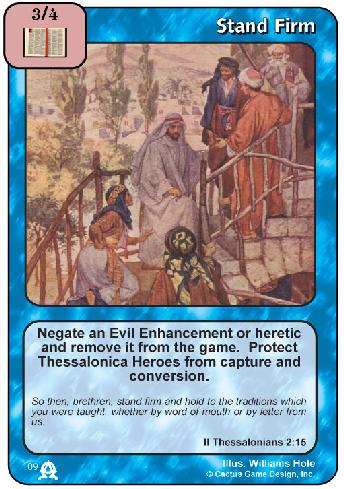 3/4
Stand Firm
Negate an Evil Enhancement or heretic
and remove it from the game. Protect
Thessalonica Heroes from capture and
conversion.
So then, brethren, stand firm and hold to the traditions which
you were taught, whether by word of mouth or by letter from
us.
II Thessalonians 2:15
'09
Illus. Williams Hole
© Cactus Game Design, Inc.